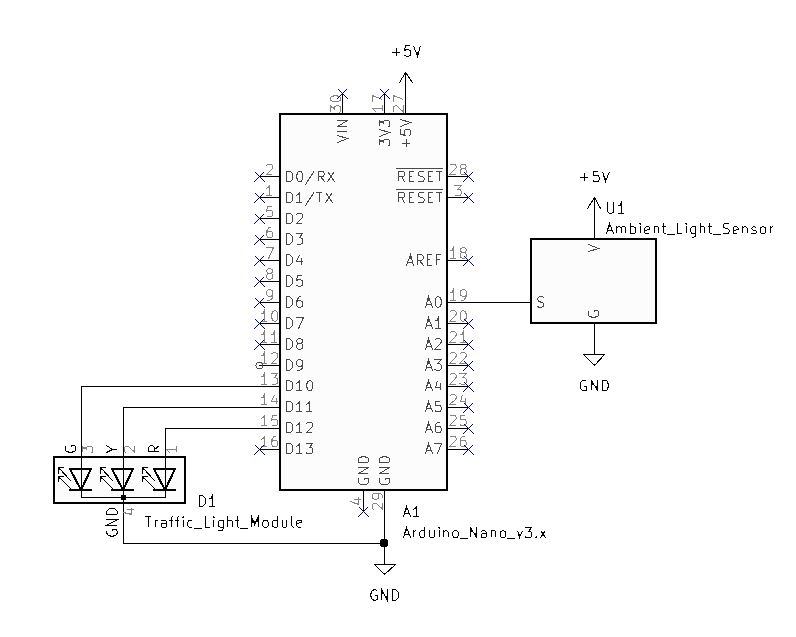 +5V
30
17
27
VIN
3V3
+5V
2
D0/RX
RESET
28
+5V
1
D1/TX
RESET
3
5
D2
U1
6
D3
Ambient_Light_Sensor
V
7
D4
AREF
18
8
D5
9
D6
A0
19
S
G
10
D7
A1
20
11
D8
A2
21
12
D9
A3
22
13
D10
A4
23
GND
14
D11
A5
24
15
D12
A6
25
G
3
Y
2
R
1
16
D13
A7
26
GND
GND
4
29
D1
GND
4
Traffic_Light_Module
A1
Arduino_Nano_v3.x
GND